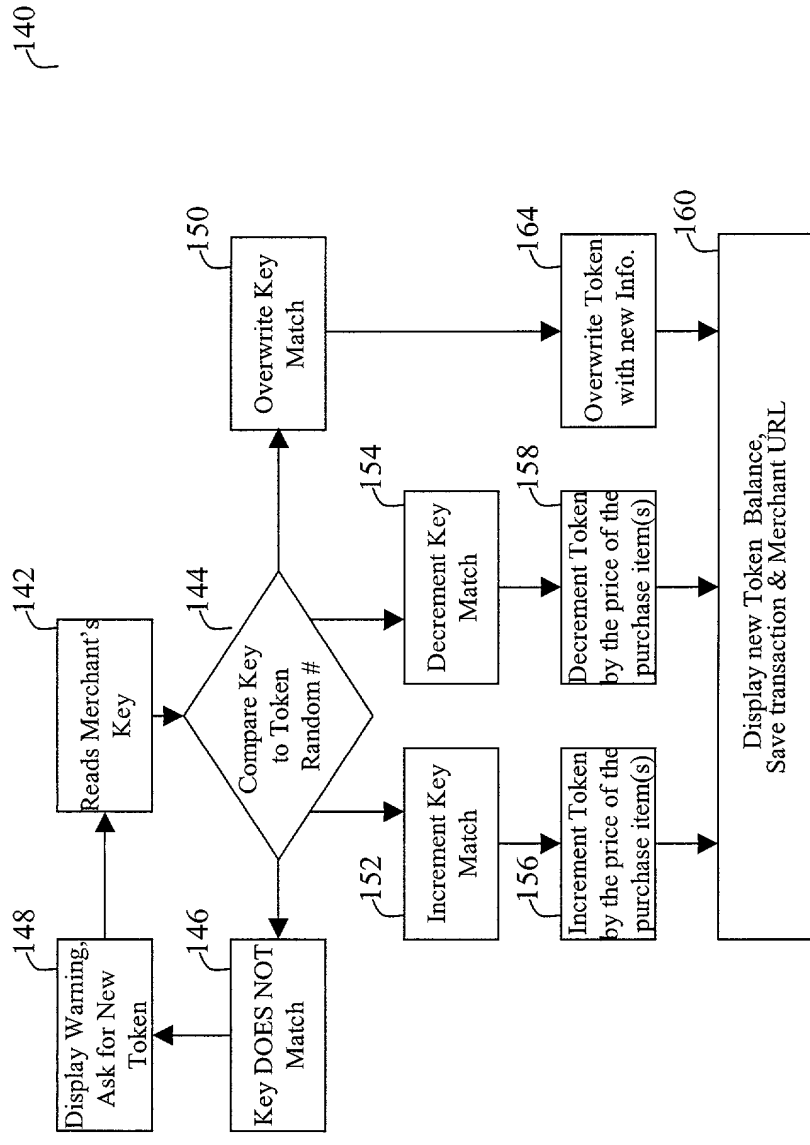 140
142
Reads Merchant's
Key
148
Display Warning,
Ask for New
Token
144
Compare Key
to Token
Random #
146
Key DOES NOT
Match
150
Overwrite Key
Match
152
Increment Key
Match
154
Decrement Key
Match
156
Increment Token
by the price of the
purchase item(s)
158
Decrement Token
by the price of the
purchase item(s)
164
Overwrite Token
with new Info.
160
Display new Token Balance,
Save transaction & Merchant URL